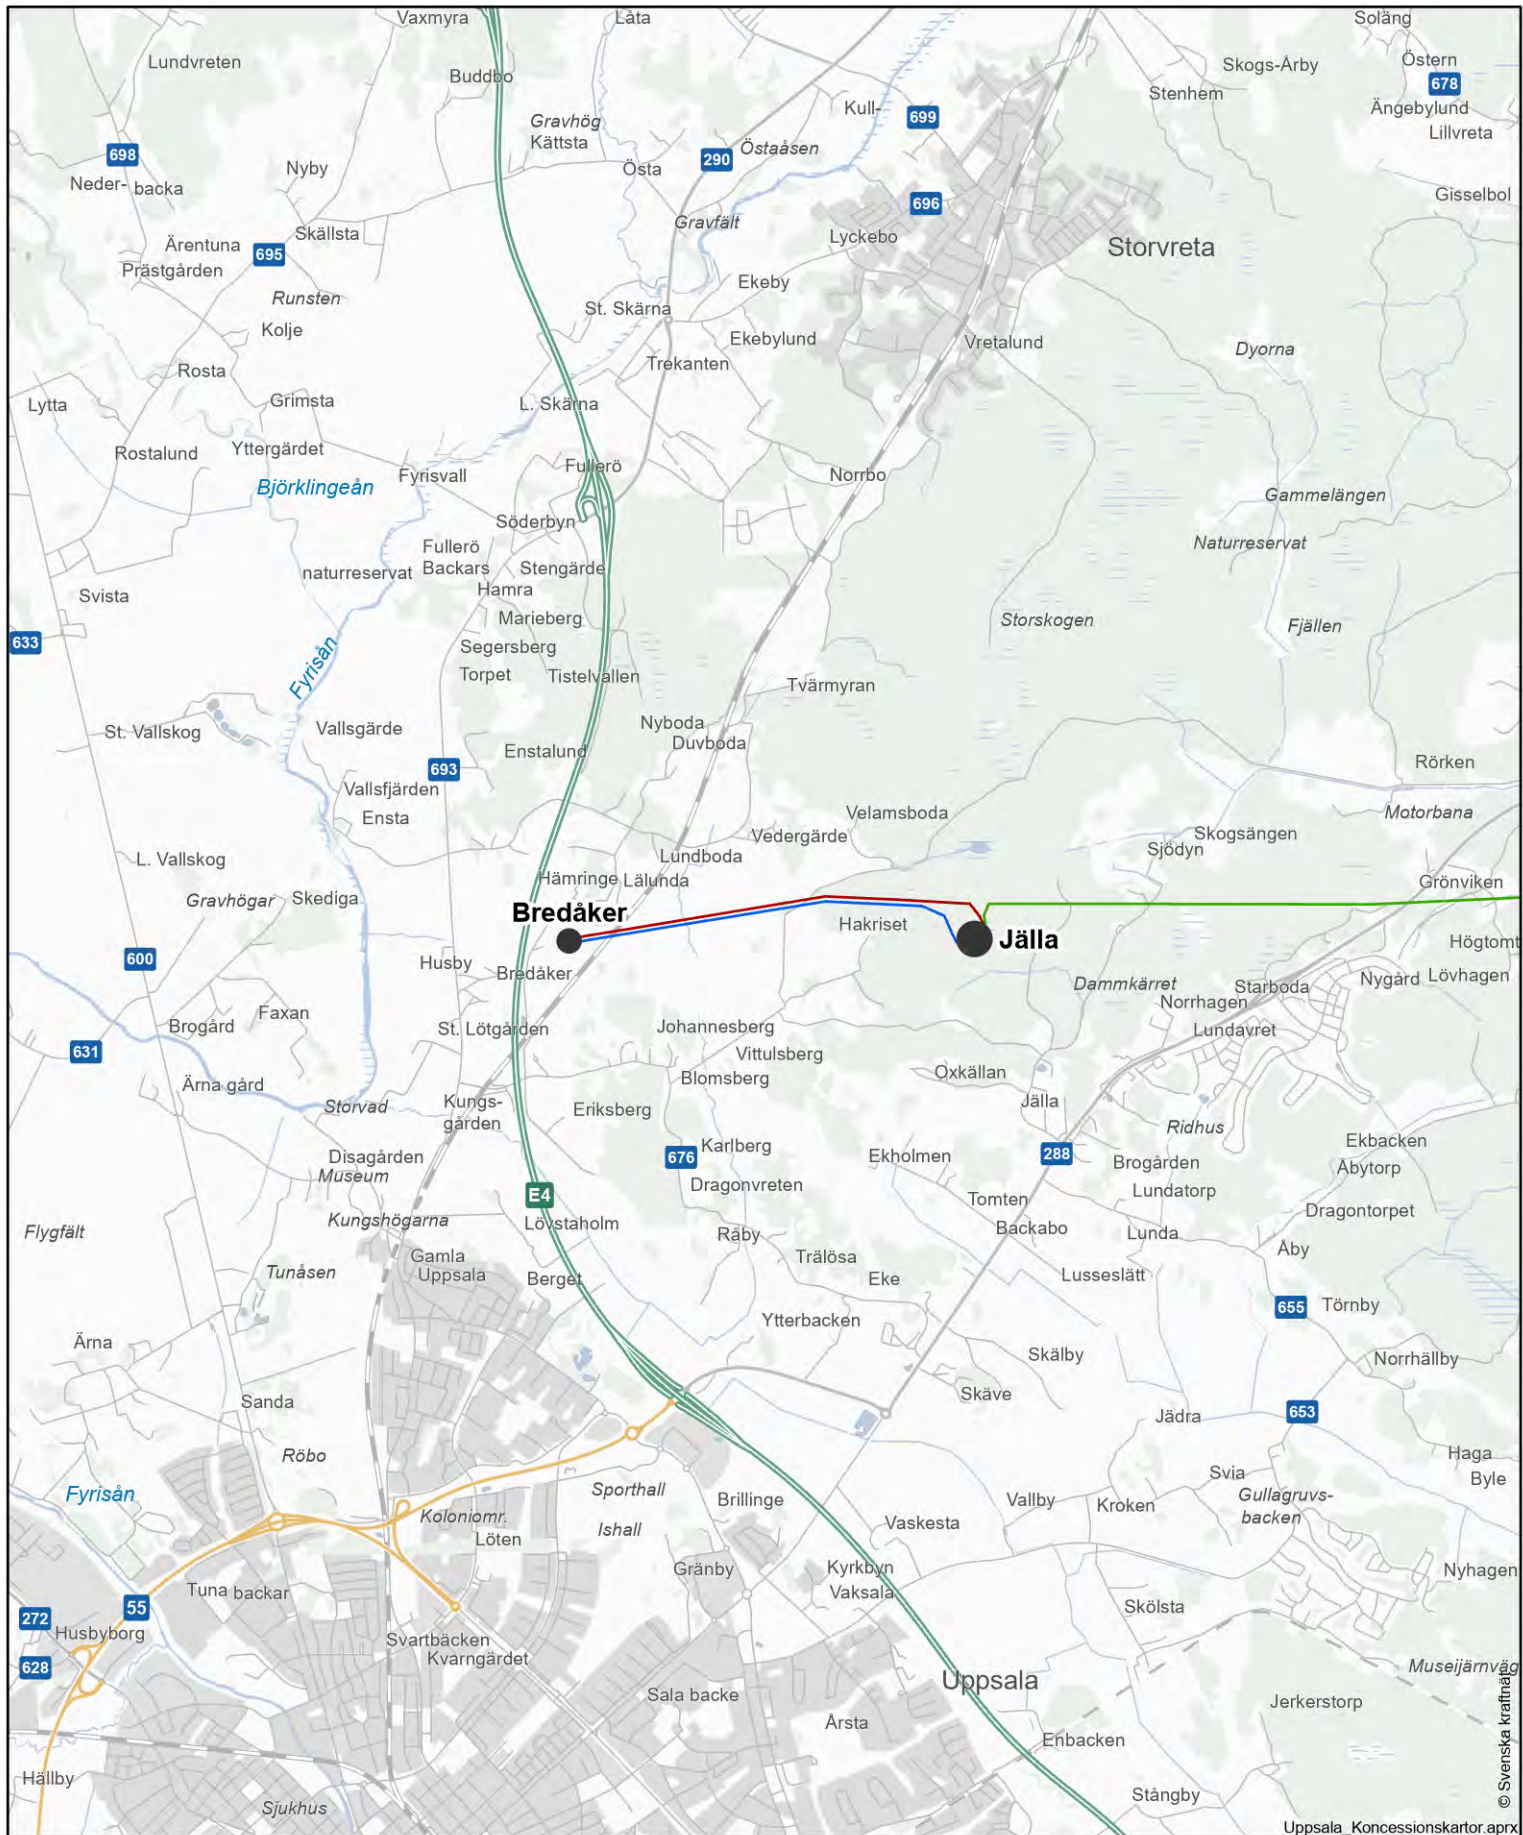 Vaxmyra
Låta
Soläng
Lundvreten
Buddbo
Skogs-Årby
Östern
678
Stenhem
Kull-
699
Ängebylund
Lillvreta
Gravhög
Kättsta
Östaåsen
290
698
Nyby
Östa
Neder- backa
696
Gisselbol
Gravfält
Skällsta
Lyckebo
Storvreta
Ärentuna
695
Prästgården
Ekeby
Runsten
St. Skärna
Kolje
Ekebylund
Vretalund
Dyorna
Trekanten
Rosta
Lytta
Grimsta
L. Skärna
Rostalund
Yttergärdet
Fyrisvall
Fullerö
Norrbo
Björklingeån
Gammelängen
Söderbyn
Naturreservat
Fullerö
Backars
Stengärde
naturreservat
Hamra
Svista
Marieberg
Storskogen
Fjällen
633
Segersberg
Fyrisån
Torpet
Tistelvallen
Tvärmyran
St. Vallskog
Vallsgärde
Nyboda
Duvboda
Enstalund
693
Rörken
Vallsfjärden
Ensta
Velamsboda
Motorbana
Vedergärde
Skogsängen
Sjödyn
L. Vallskog
Lundboda
Hämringe
Lälunda
Grönviken
Gravhögar
Skediga
Bredåker
Hakriset
Jälla
Högtomt
600
Husby
Bredåker
Dammkärret
Starboda
Nygård
Lövhagen
Norrhagen
Faxan
Brogård
St. Lötgården
Johannesberg
Lundavret
631
Vittulsberg
Oxkällan
Blomsberg
Ärna gård
Storvad
Kungs-
gården
Eriksberg
Jälla
Ridhus
Karlberg
Ekbacken
676
Ekholmen
288
Brogården
Åbytorp
Disagården
Museum
Dragonvreten
Lundatorp
E4
Tomten
Dragontorpet
Kungshögarna
Lövstaholm
Backabo
Flygfält
Råby
Lunda
Åby
Gamla
Uppsala
Trälösa
Tunåsen
Berget
Eke
Lusseslätt
655
Törnby
Ytterbacken
Ärna
Skälby
Norrhällby
Sanda
Skäve
Jädra
653
Röbo
Haga
Svia
Byle
Fyrisån
Sporthall
Brillinge
Vallby
Kroken
Gullagruvs-
backen
Koloniomr.
Ishall
Vaskesta
Löten
Gränby
Kyrkbyn
Nyhagen
Tuna backar
Vaksala
55
Skölsta
272
Husbyborg
Svartbäcken
Kvarngärdet
628
Uppsala
Museijärnväg
Sala backe
Jerkerstorp
Årsta
Enbacken
Hällby
Stångby
Sjukhus
© Svenska kraftnät
Uppsala_Koncessionskartor.aprx